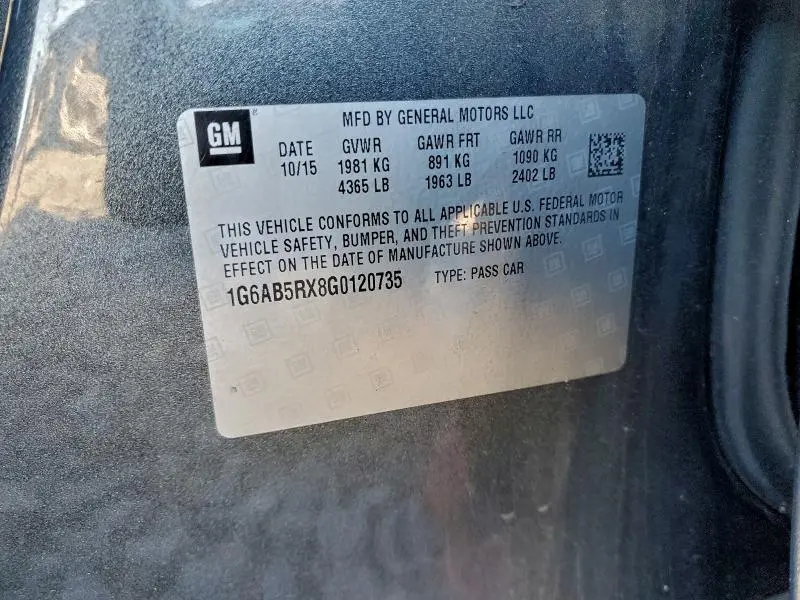 GM
MFD BY GENERAL MOTORS LLC
DATE GVWR GAWR FRT GAWR RR
10/15 1981 KG 891 KG 1090 KG
4365 LB 1963 LB 2402 LB
THIS VEHICLE CONFORMS TO ALL APPLICABLE U.S. FEDERAL MOTOR
VEHICLE SAFETY, BUMPER, AND THEFT PREVENTION STANDARDS IN
EFFECT ON THE DATE OF MANUFACTURE SHOWN ABOVE.
1G6AB5RX8G0120735 TYPE: PASS CAR